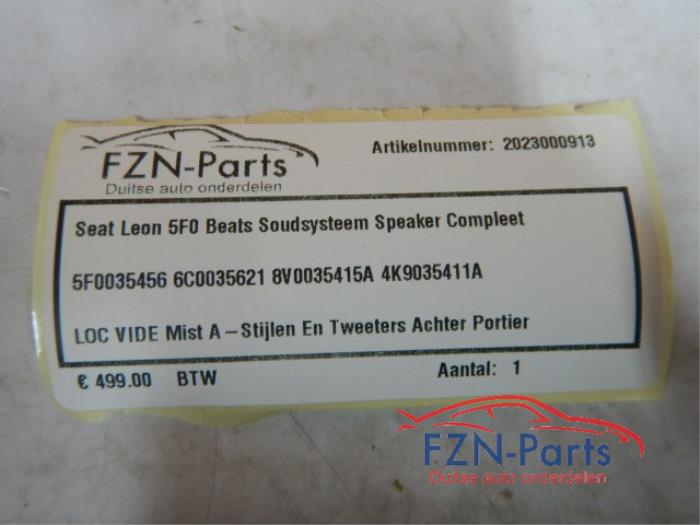 FZN-Parts
Duitse auto onderdelen
Artikelnummer: 2023000913
Seat Leon 5F0 Beats Soudsysteem Speaker Compleet
5F0035456 6C0035621 8V0035415A 4K9035411A
LOC VIDE Mist A-Stijlen En Tweeters Achter Portier
€ 499.00 BTW
Aantal: 1
FZN-Parts
Duitse auto onderdelen